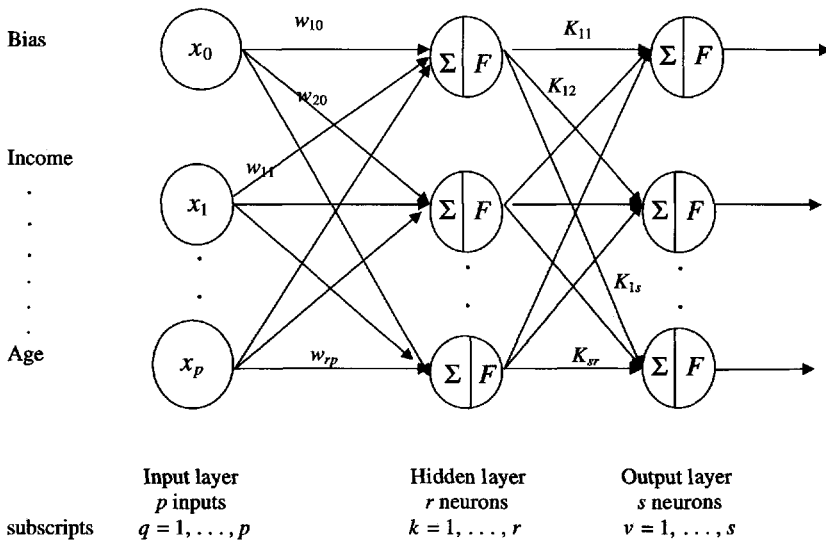 Bias
x0
w10
Σ F
K11
Σ F
w20
K12
Income
w11
x1
Σ F
Σ F
K1s
Age
xp
wrp
Σ F
Ksr
Σ F
Input layer
p inputs
Hidden layer
r neurons
Output layer
s neurons
subscripts
q = 1, . . . , p
k = 1, . . . , r
v = 1, . . . , s